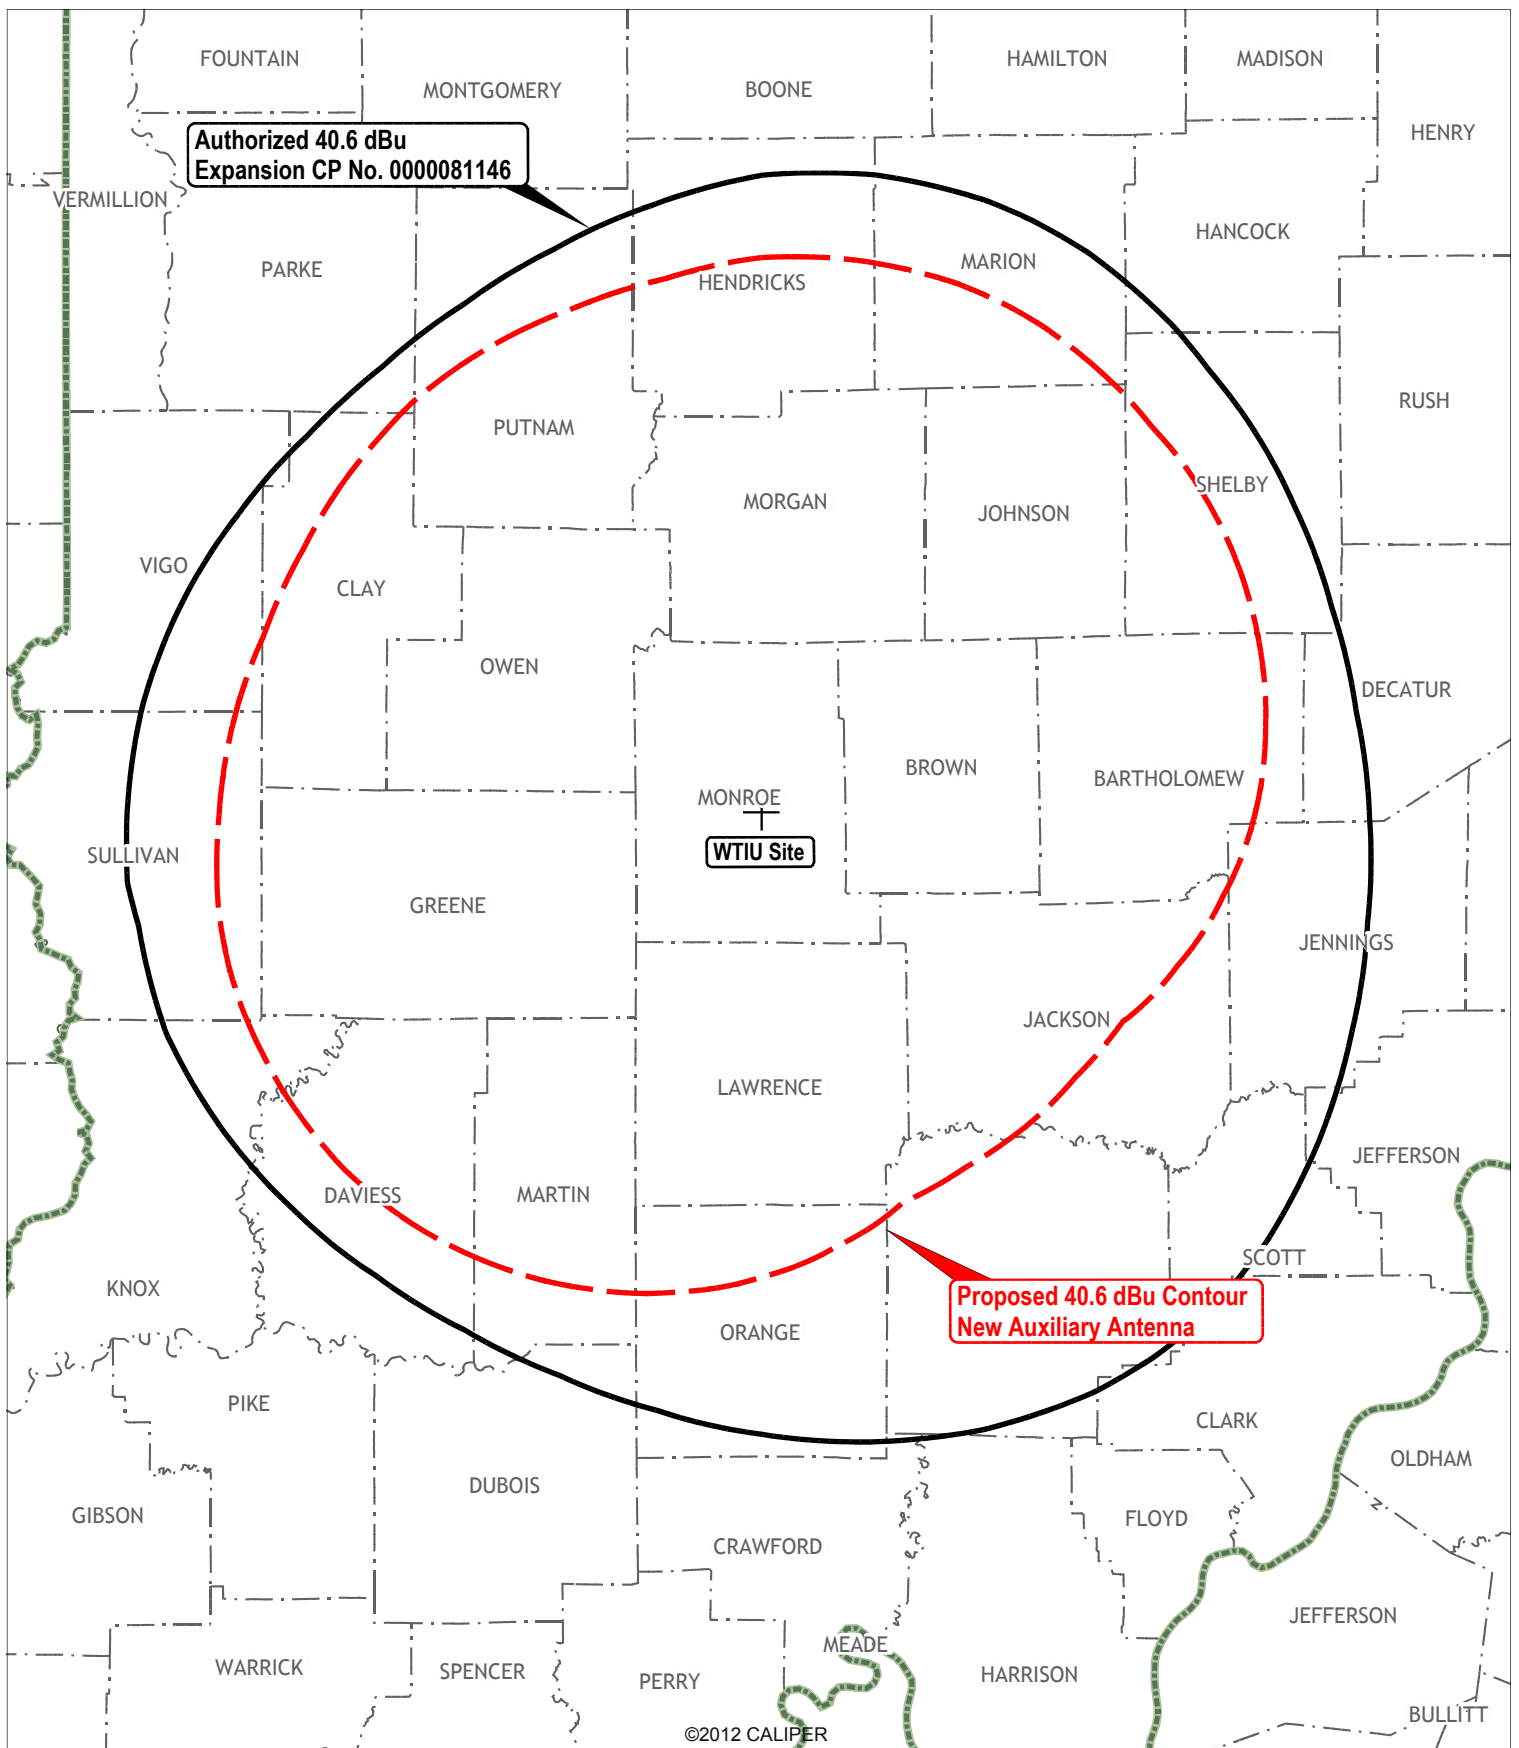 FOUNTAIN
MONTGOMERY
BOONE
HAMILTON
MADISON
HENRY
Authorized 40.6 dBu
Expansion CP No. 0000081146
VERMILLION
PARKE
HENDRICKS
MARION
HANCOCK
RUSH
PUTNAM
MORGAN
JOHNSON
SHELBY
VIGO
CLAY
OWEN
DECATUR
BROWN
BARTHOLOMEW
MONROE
WTIU Site
SULLIVAN
GREENE
JENNINGS
JACKSON
LAWRENCE
JEFFERSON
DAVIESS
MARTIN
SCOTT
KNOX
Proposed 40.6 dBu Contour
New Auxiliary Antenna
ORANGE
PIKE
CLARK
OLDHAM
DUBOIS
GIBSON
FLOYD
CRAWFORD
JEFFERSON
MEADE
WARRICK
SPENCER
PERRY
HARRISON
BULLITT
©2012 CALIPER